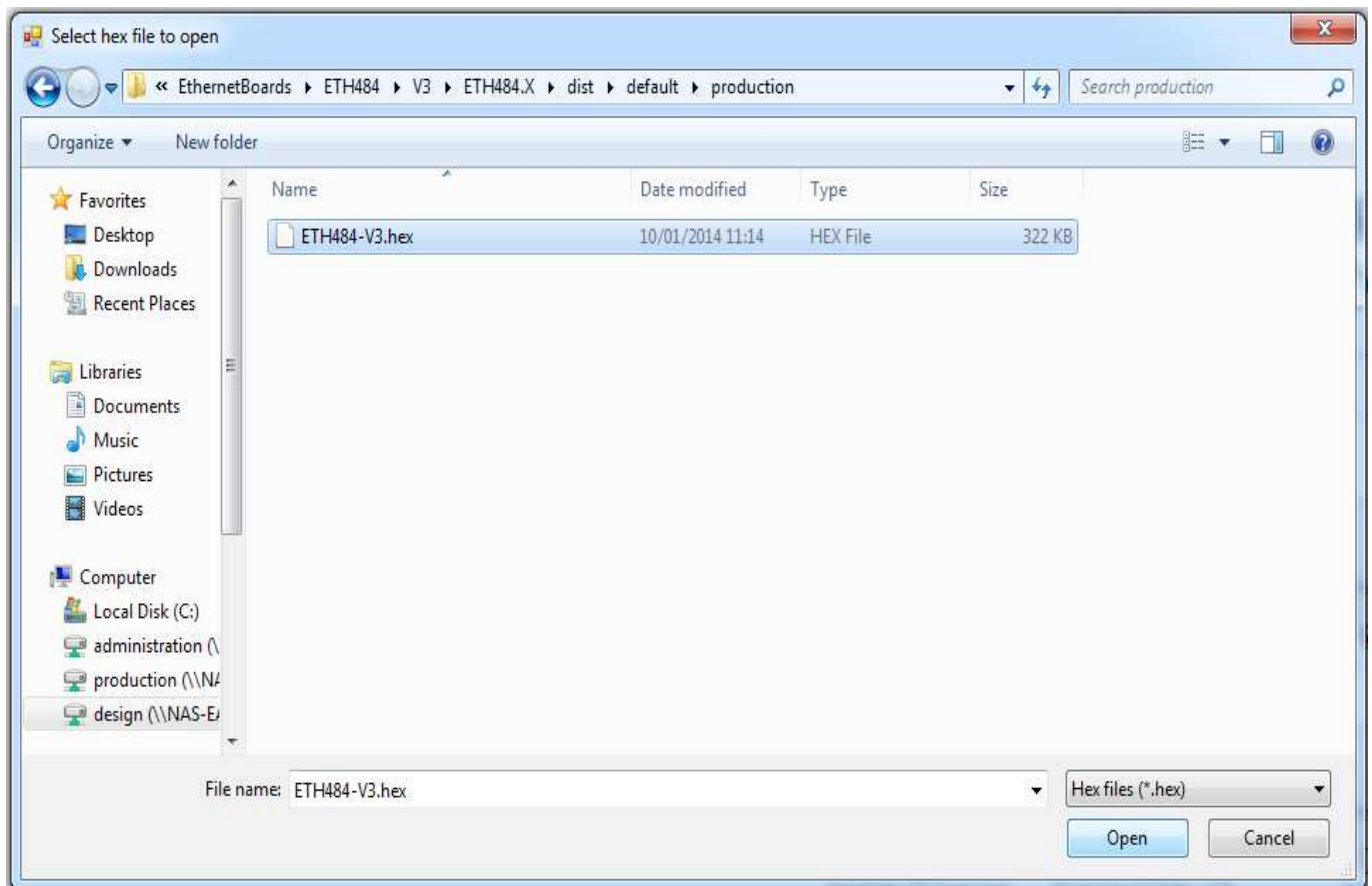 Select hex file to open
« EthernetBoards ▸ ETH484 ▸ V3 ▸ ETH484.X ▸ dist ▸ default ▸ production
Search production
Organize ▾ New folder
Name Date modified Type Size
ETH484-V3.hex 10/01/2014 11:14 HEX File 322 KB
Favorites
Desktop
Downloads
Recent Places
Libraries
Documents
Music
Pictures
Videos
Computer
Local Disk (C:)
administration (\
production (\\NA
design (\\NAS-EA
File name: ETH484-V3.hex Hex files (*.hex)
Open Cancel